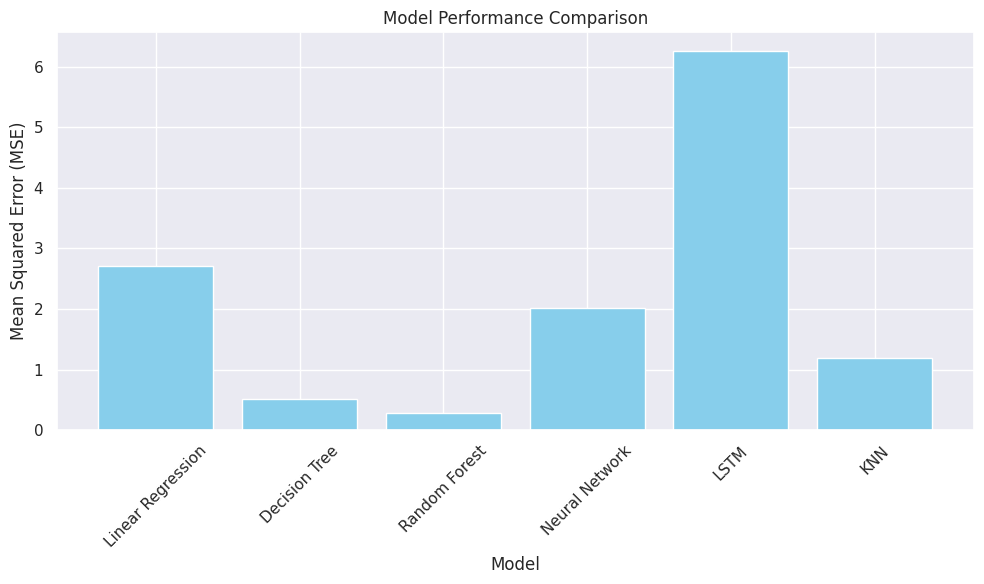 Model Performance Comparison
Mean Squared Error (MSE)
6
5
4
3
2
1
0
Linear Regression
Decision Tree
Random Forest
Neural Network
LSTM
KNN
Model